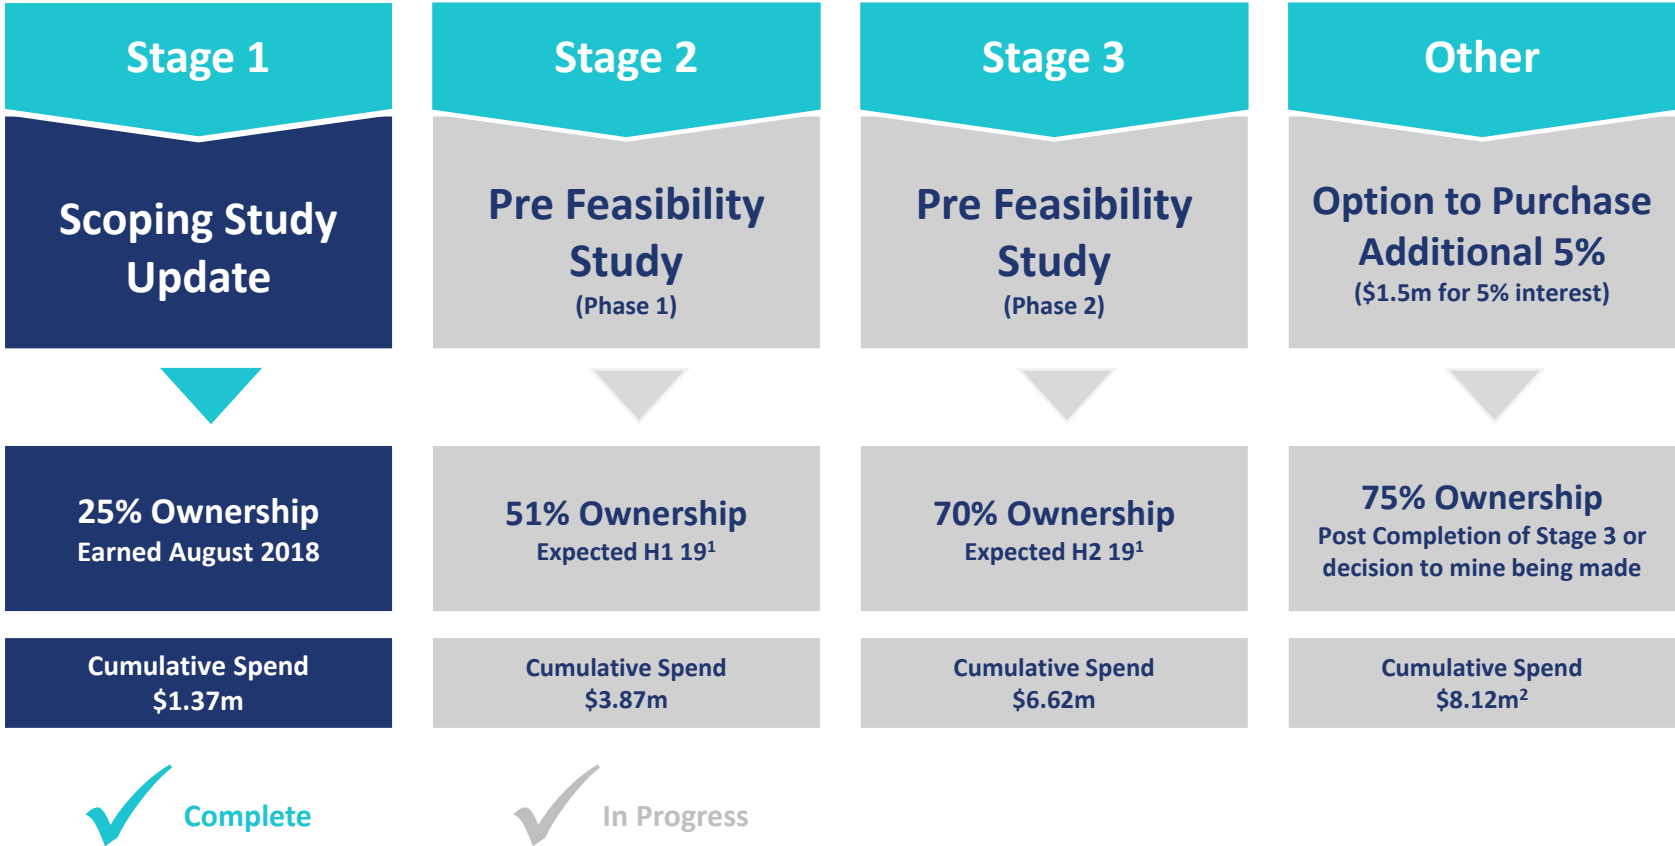 Stage 1
Scoping Study
Update
25% Ownership
Earned August 2018
Cumulative Spend
$1.37m
Complete
Stage 2
Pre Feasibility
Study
(Phase 1)
51% Ownership
Expected H1 19¹
Cumulative Spend
$3.87m
In Progress
Stage 3
Pre Feasibility
Study
(Phase 2)
70% Ownership
Expected H2 19¹
Cumulative Spend
$6.62m
Other
Option to Purchase
Additional 5%
($1.5m for 5% interest)
75% Ownership
Post Completion of Stage 3 or
decision to mine being made
Cumulative Spend
$8.12m²